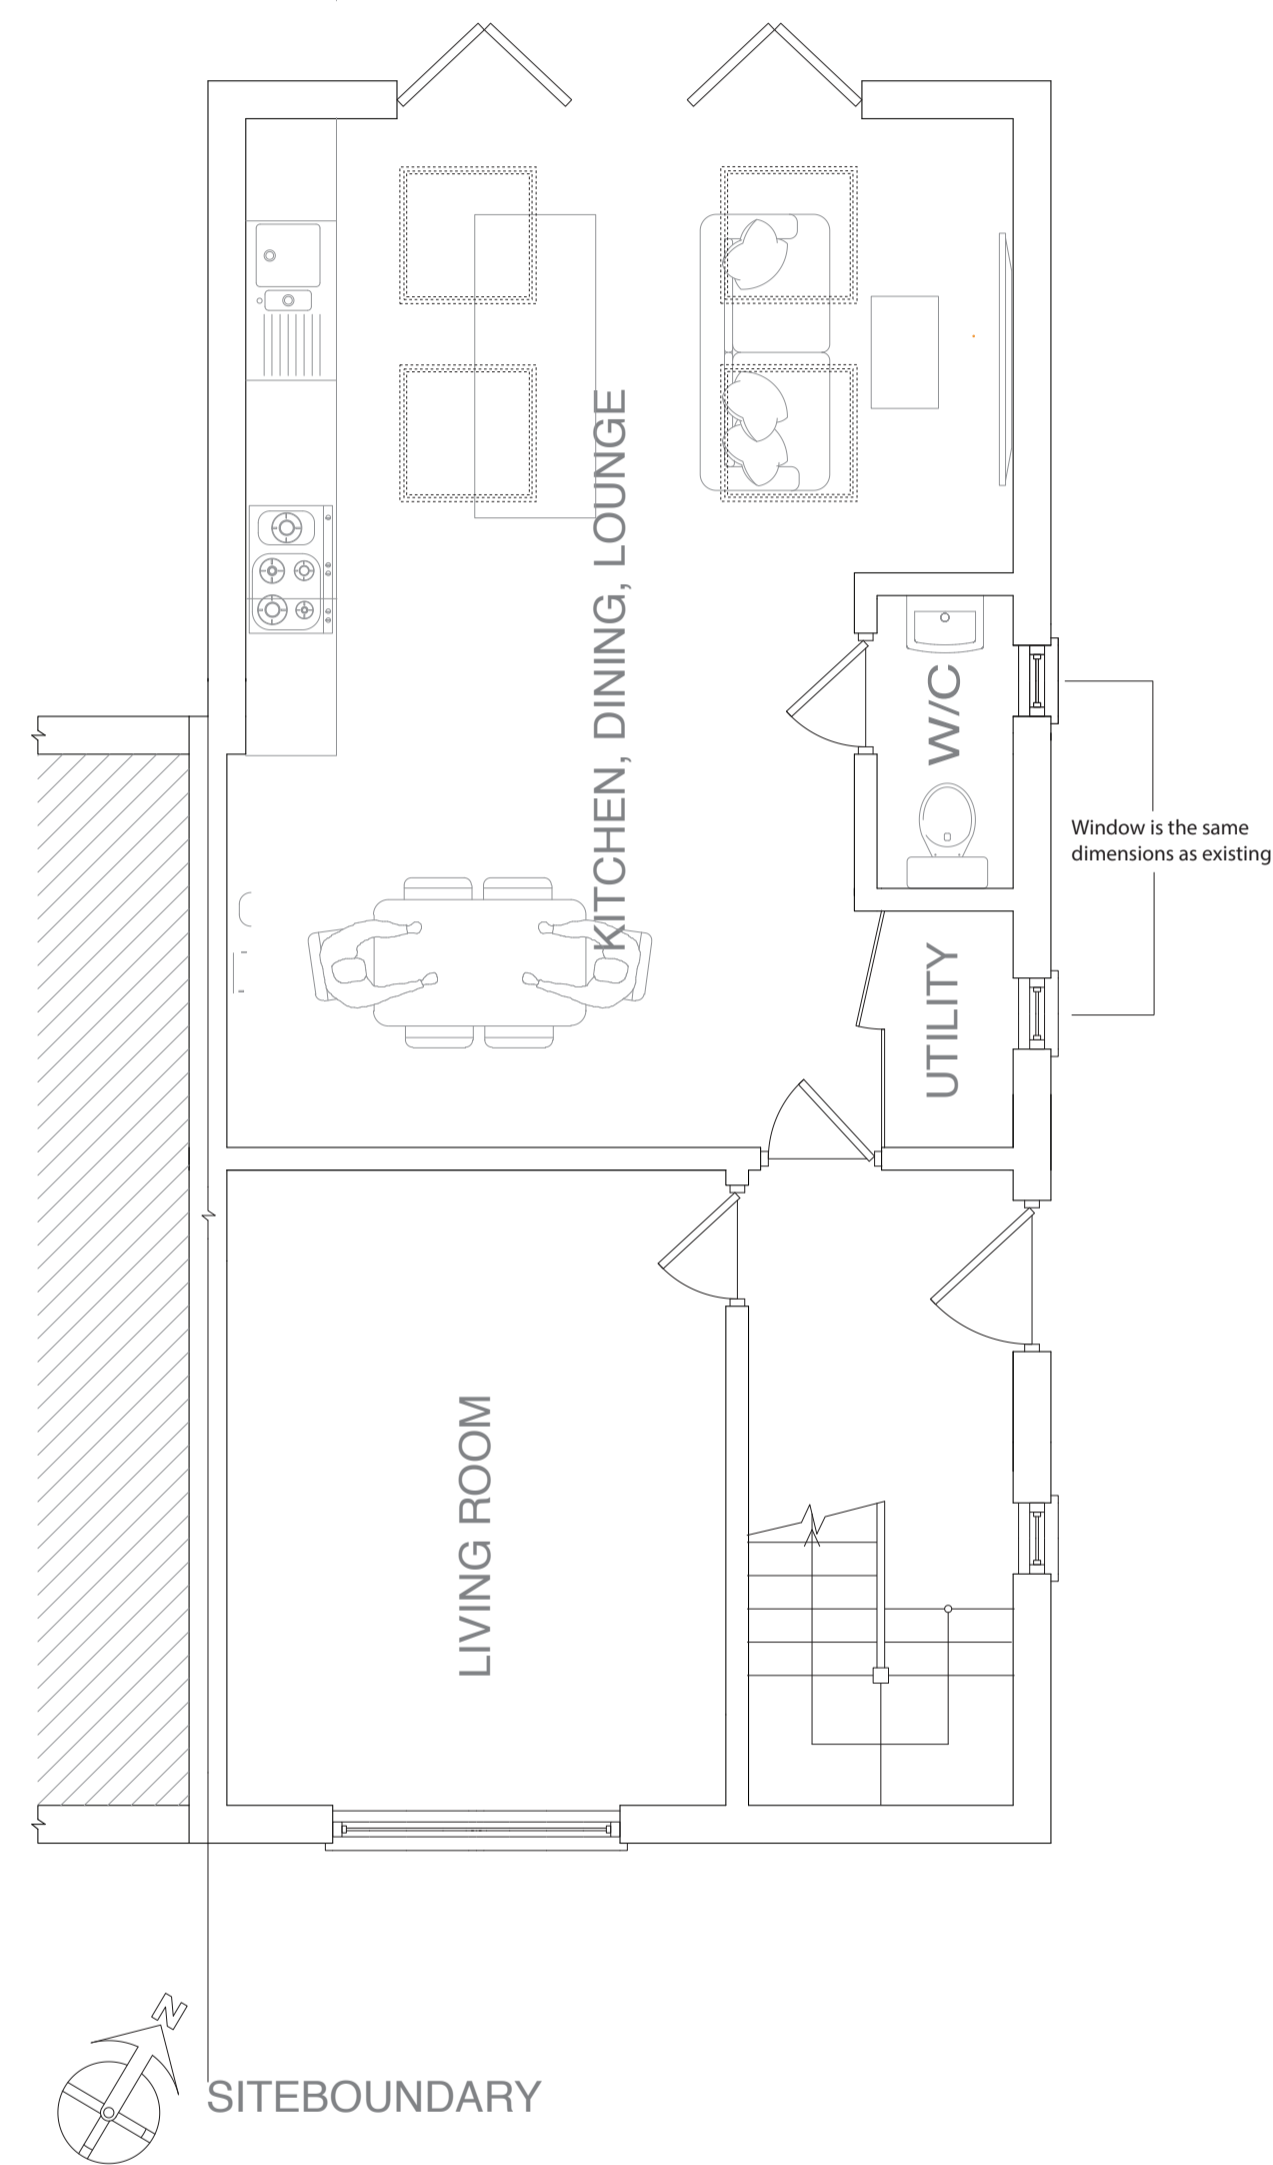 KITCHEN, DINING, LOUNGE
W/C
Window is the same
dimensions as existing
UTILITY
LIVING ROOM
N
SITEBOUNDARY